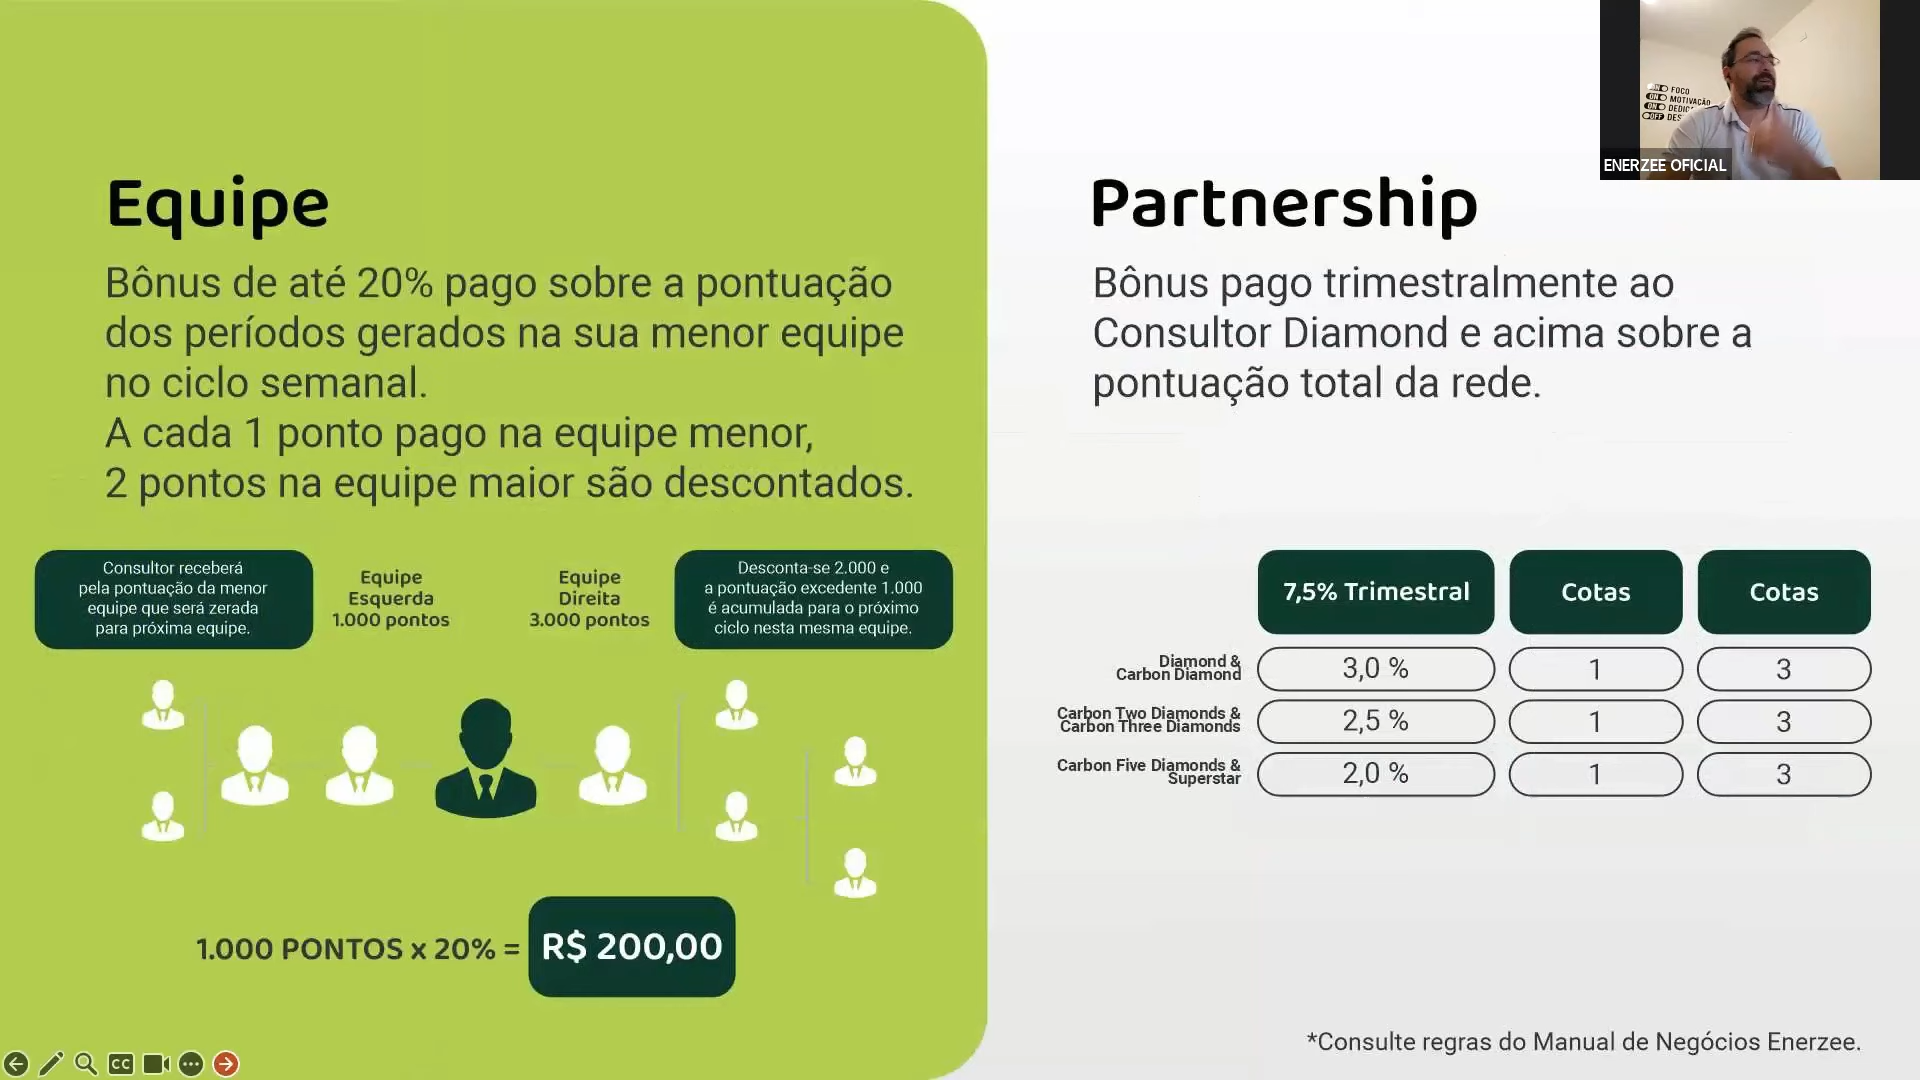 Equipe
Bônus de até 20% pago sobre a pontuação
dos períodos gerados na sua menor equipe
no ciclo semanal.
A cada 1 ponto pago na equipe menor,
2 pontos na equipe maior são descontados.
Consultor receberá
pela pontuação da menor
equipe que será zerada
para próxima equipe.
Equipe
Esquerda
1.000 pontos
Equipe
Direita
3.000 pontos
Desconta-se 2.000 e
a pontuação excedente 1.000
é acumulada para o próximo
ciclo nesta mesma equipe.
1.000 PONTOS x 20% = R$ 200,00
Partnership
Bônus pago trimestralmente ao
Consultor Diamond e acima sobre a
pontuação total da rede.
7,5% Trimestral Cotas Cotas
Diamond &
Carbon Diamond
3,0 % 1 3
Carbon Two Diamonds &
Carbon Three Diamonds
2,5 % 1 3
Carbon Five Diamonds &
Superstar
2,0 % 1 3
*Consulte regras do Manual de Negócios Enerzee.
FOCO
ON MOTIVAÇÃO
ON
OFF
ENERZEE OFICIAL
CC